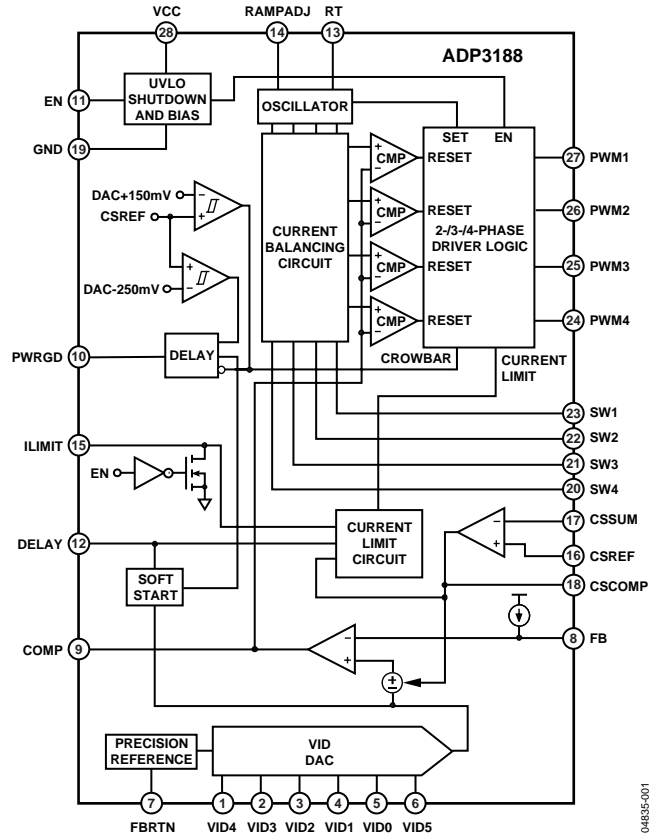 VCC
RAMPADJ RT
28
14
13
ADP3188
EN 11
UVLO
SHUTDOWN
AND BIAS
OSCILLATOR
GND 19
SET EN
+
–
CMP
RESET
27 PWM1
DAC+150mV
–
CSREF
+
+
–
CMP
RESET
26 PWM2
CURRENT
BALANCING
CIRCUIT
2-/3-/4-PHASE
DRIVER LOGIC
+
–
CMP
RESET
25 PWM3
+
DAC-250mV
–
+
–
CMP
RESET
24 PWM4
PWRGD 10
DELAY
CROWBAR
CURRENT
LIMIT
23 SW1
ILIMIT 15
22 SW2
EN
21 SW3
20 SW4
DELAY 12
CURRENT
LIMIT
CIRCUIT
–
17 CSSUM
+
16 CSREF
SOFT
START
18 CSCOMP
COMP 9
–
8 FB
+
±
PRECISION
REFERENCE
VID
DAC
7
1
2
3
4
5
6
FBRTN VID4 VID3 VID2 VID1 VID0 VID5
04835-001